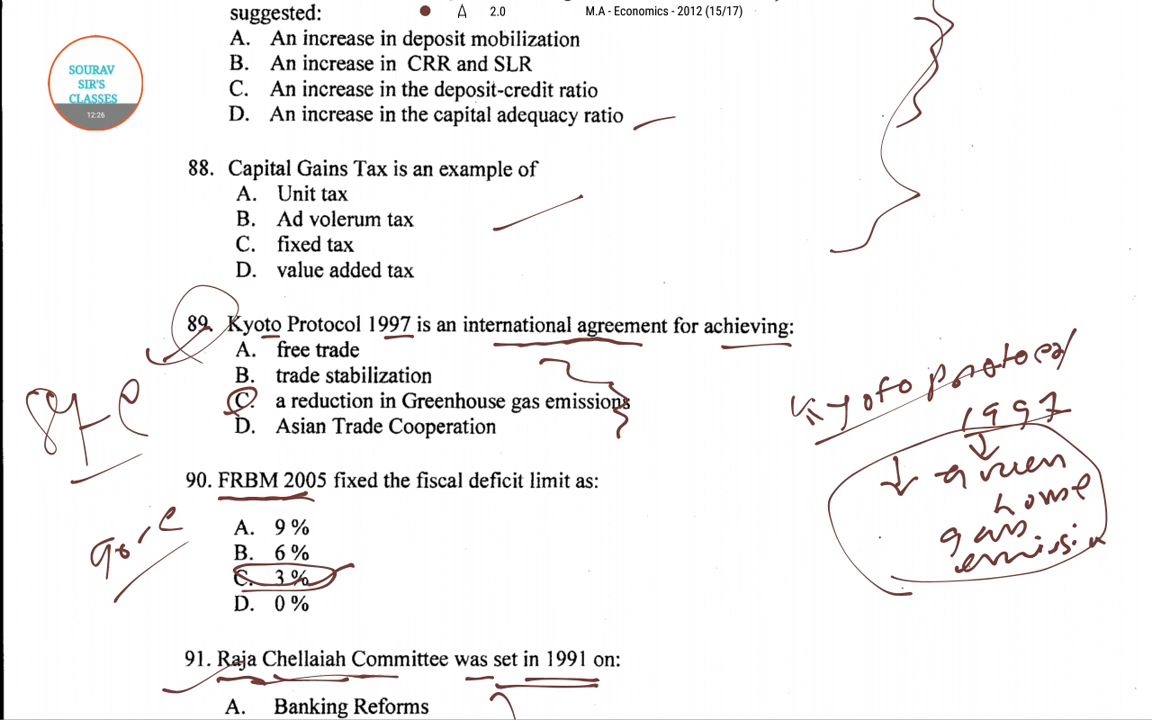 suggested:
A 2.0
M.A - Economics - 2012 (15/17)
A. An increase in deposit mobilization
B. An increase in CRR and SLR
C. An increase in the deposit-credit ratio
D. An increase in the capital adequacy ratio
SOURAV
SIR'S
CLASSES
12:26
88. Capital Gains Tax is an example of
A. Unit tax
B. Ad volerum tax
C. fixed tax
D. value added tax
89. Kyoto Protocol 1997 is an international agreement for achieving:
A. free trade
B. trade stabilization
C. a reduction in Greenhouse gas emissions
D. Asian Trade Cooperation
89-C
Kyoto protocol
1997
↓
↓ green
house
gas
emission
90. FRBM 2005 fixed the fiscal deficit limit as:
A. 9 %
B. 6 %
C. 3 %
D. 0 %
90-C
91. Raja Chellaiah Committee was set in 1991 on:
A. Banking Reforms